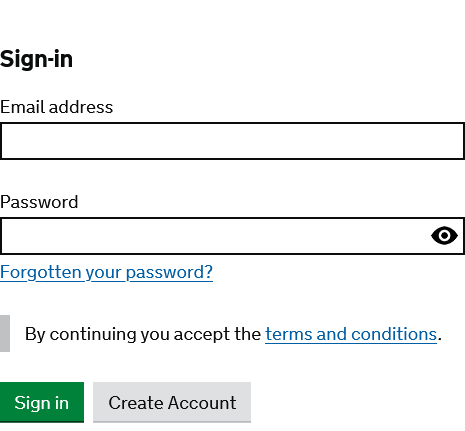 Sign-in
Email address
Password
Forgotten your password?
By continuing you accept the terms and conditions.
Sign in Create Account